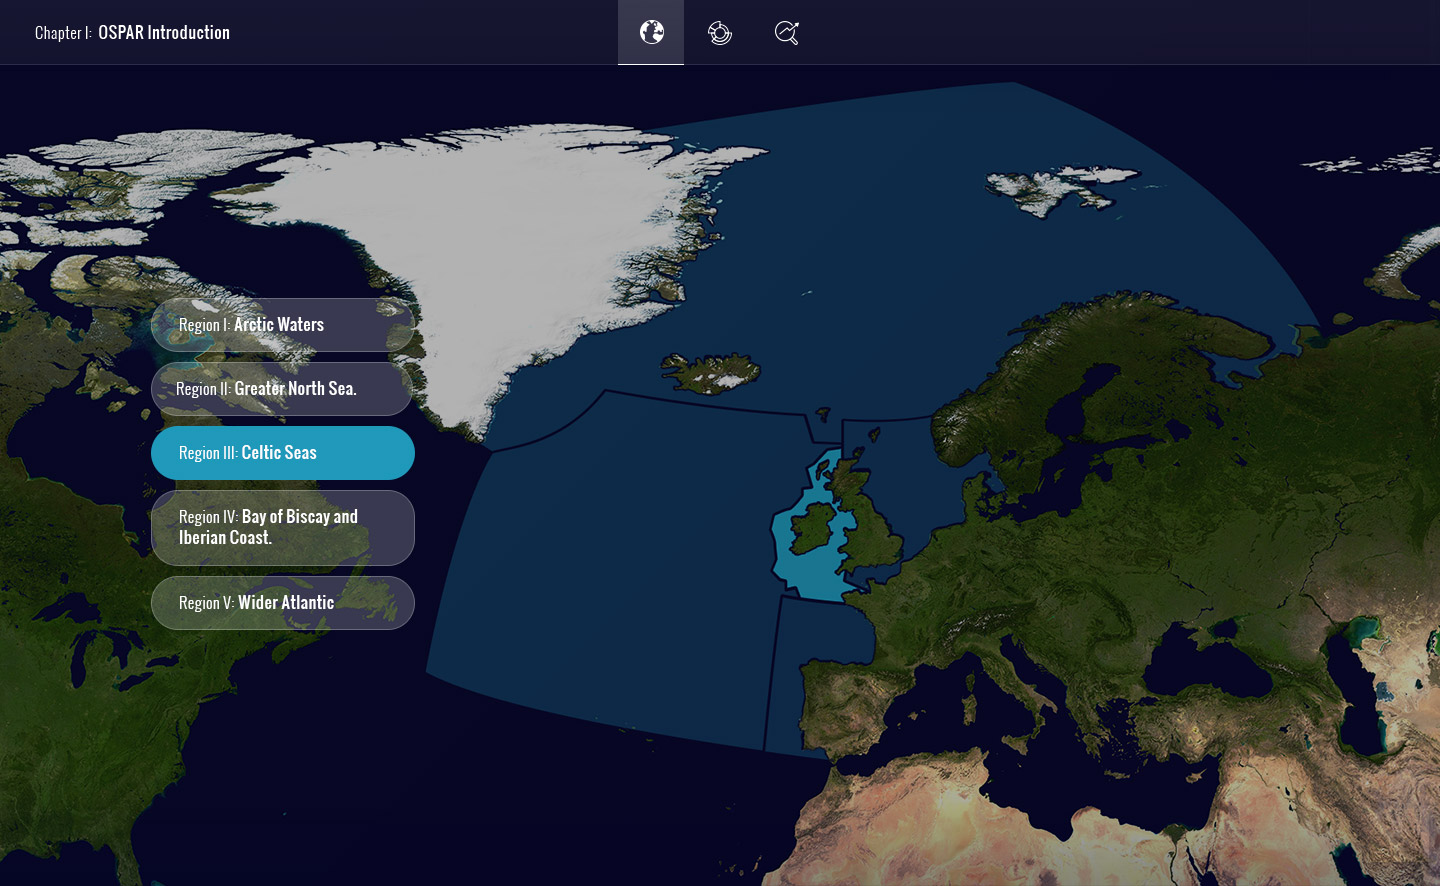 Chapter I: OSPAR Introduction
Region I: Arctic Waters
Region II: Greater North Sea.
Region III: Celtic Seas
Region IV: Bay of Biscay and
Iberian Coast.
Region V: Wider Atlantic